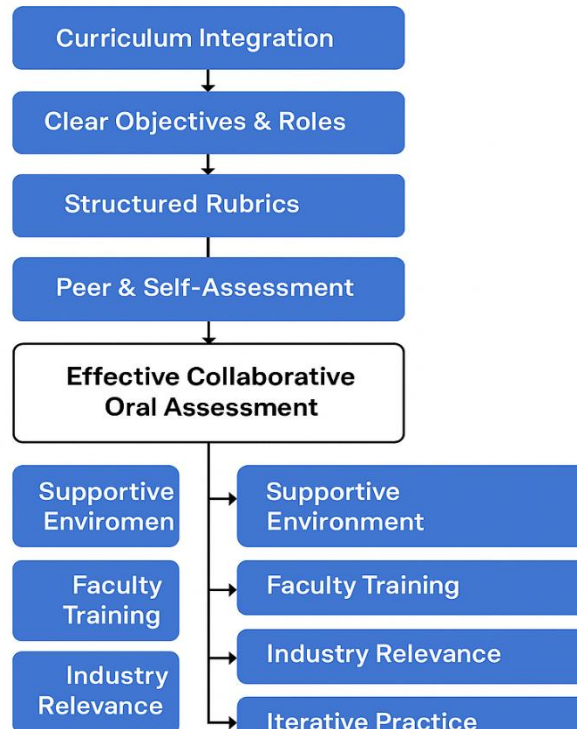 Curriculum Integration
Clear Objectives & Roles
Structured Rubrics
Peer & Self-Assessment
Effective Collaborative
Oral Assessment
Supportive
Enviromen
Faculty
Training
Industry
Relevance
Supportive
Environment
Faculty Training
Industry Relevance
Iterative Practice